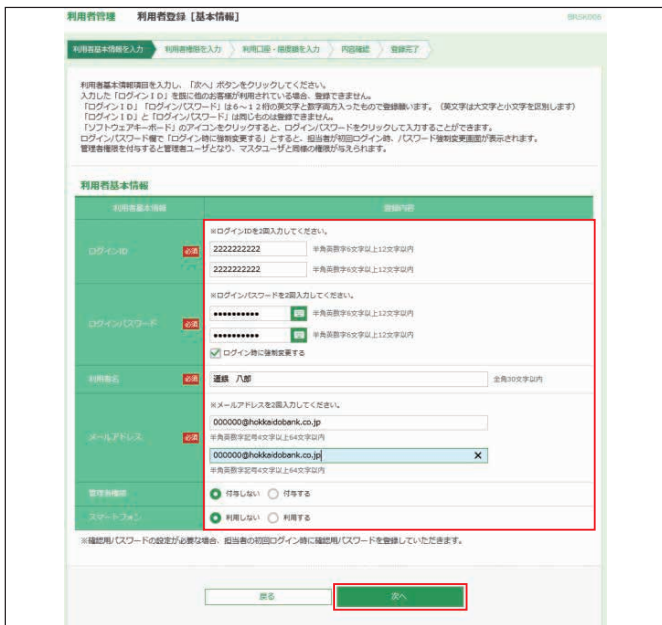 利用者管理 利用者登録［基本情報］ BRSK005
利用者基本情報を入力 利用者権限を入力 利用口座・限度額を入力 内容確認 登録完了
利用者基本情報項目を入力し、「次へ」ボタンをクリックしてください。
入力した「ログインＩＤ」を既に他のお客様が利用されている場合、登録できません。
「ログインＩＤ」「ログインパスワード」は６～１２桁の英文字と数字両方入ったもので登録願います。（英文字は大文字と小文字を区別します）
「ログインＩＤ」と「ログインパスワード」は同じものは登録できません。
「ソフトウェアキーボード」のアイコンをクリックすると、ログインパスワードをクリックして入力することができます。
ログインパスワード欄で「ログイン時に強制変更する」とすると、担当者が初回ログイン時、パスワード強制変更画面が表示されます。
管理者権限を付与すると管理者ユーザとなり、マスタユーザと同様の権限が与えられます。
利用者基本情報
利用者基本情報 登録内容
※ログインIDを2回入力してください。
ログインID 必須
2222222222 半角英数字6文字以上12文字以内
2222222222 半角英数字6文字以上12文字以内
※ログインパスワードを2回入力してください。
ログインパスワード 必須
●●●●●●●●●● 半角英数字6文字以上12文字以内
●●●●●●●●●● 半角英数字6文字以上12文字以内
ログイン時に強制変更する
利用者名 必須 道銀 八郎 全角30文字以内
※メールアドレスを2回入力してください。
メールアドレス 必須
000000@hokkaidobank.co.jp
半角英数字記号4文字以上64文字以内
000000@hokkaidobank.co.jp
半角英数字記号4文字以上64文字以内
管理者権限 付与しない 付与する
スマートフォン 利用しない 利用する
※確認用パスワードの設定が必要な場合、担当者の初回ログイン時に確認用パスワードを登録していただきます。
戻る 次へ